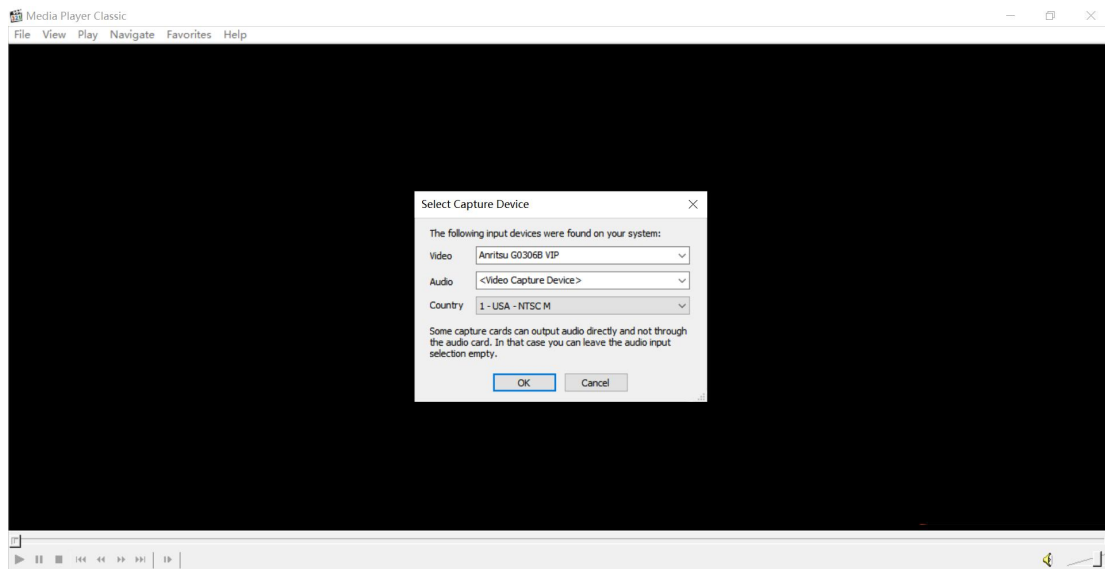 Media Player Classic
File View Play Navigate Favorites Help
Select Capture Device
The following input devices were found on your system:
Video Anritsu G0306B VIP
Audio <Video Capture Device>
Country 1 - USA - NTSC M
Some capture cards can output audio directly and not through
the audio card. In that case you can leave the audio input
selection empty.
OK Cancel